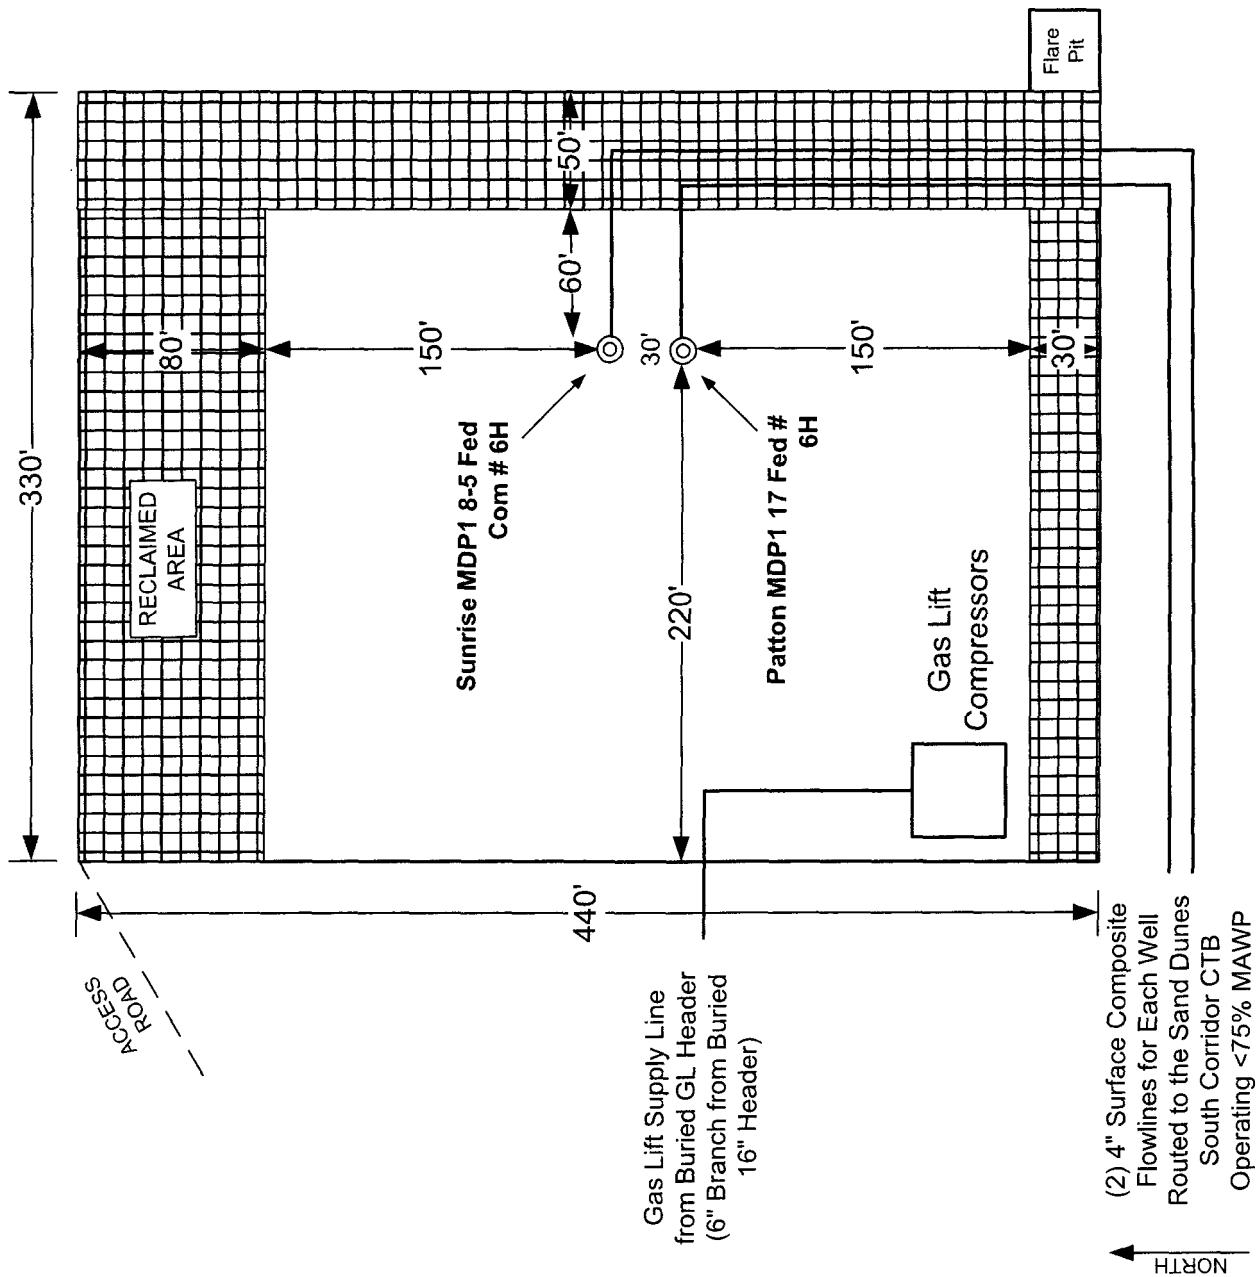 330'
Flare
Pit
50'
80'
RECLAIMED
AREA
60'
150'
30'
Sunrise MDP1 8-5 Fed
Com # 6H
440'
220'
Patton MDP1 17 Fed #
6H
150'
30'
Gas Lift
Compressors
ACCESS
ROAD
Gas Lift Supply Line
from Buried GL Header
(6" Branch from Buried
16" Header)
(2) 4" Surface Composite
Flowlines for Each Well
Routed to the Sand Dunes
South Corridor CTB
Operating <75% MAWP
NORTH